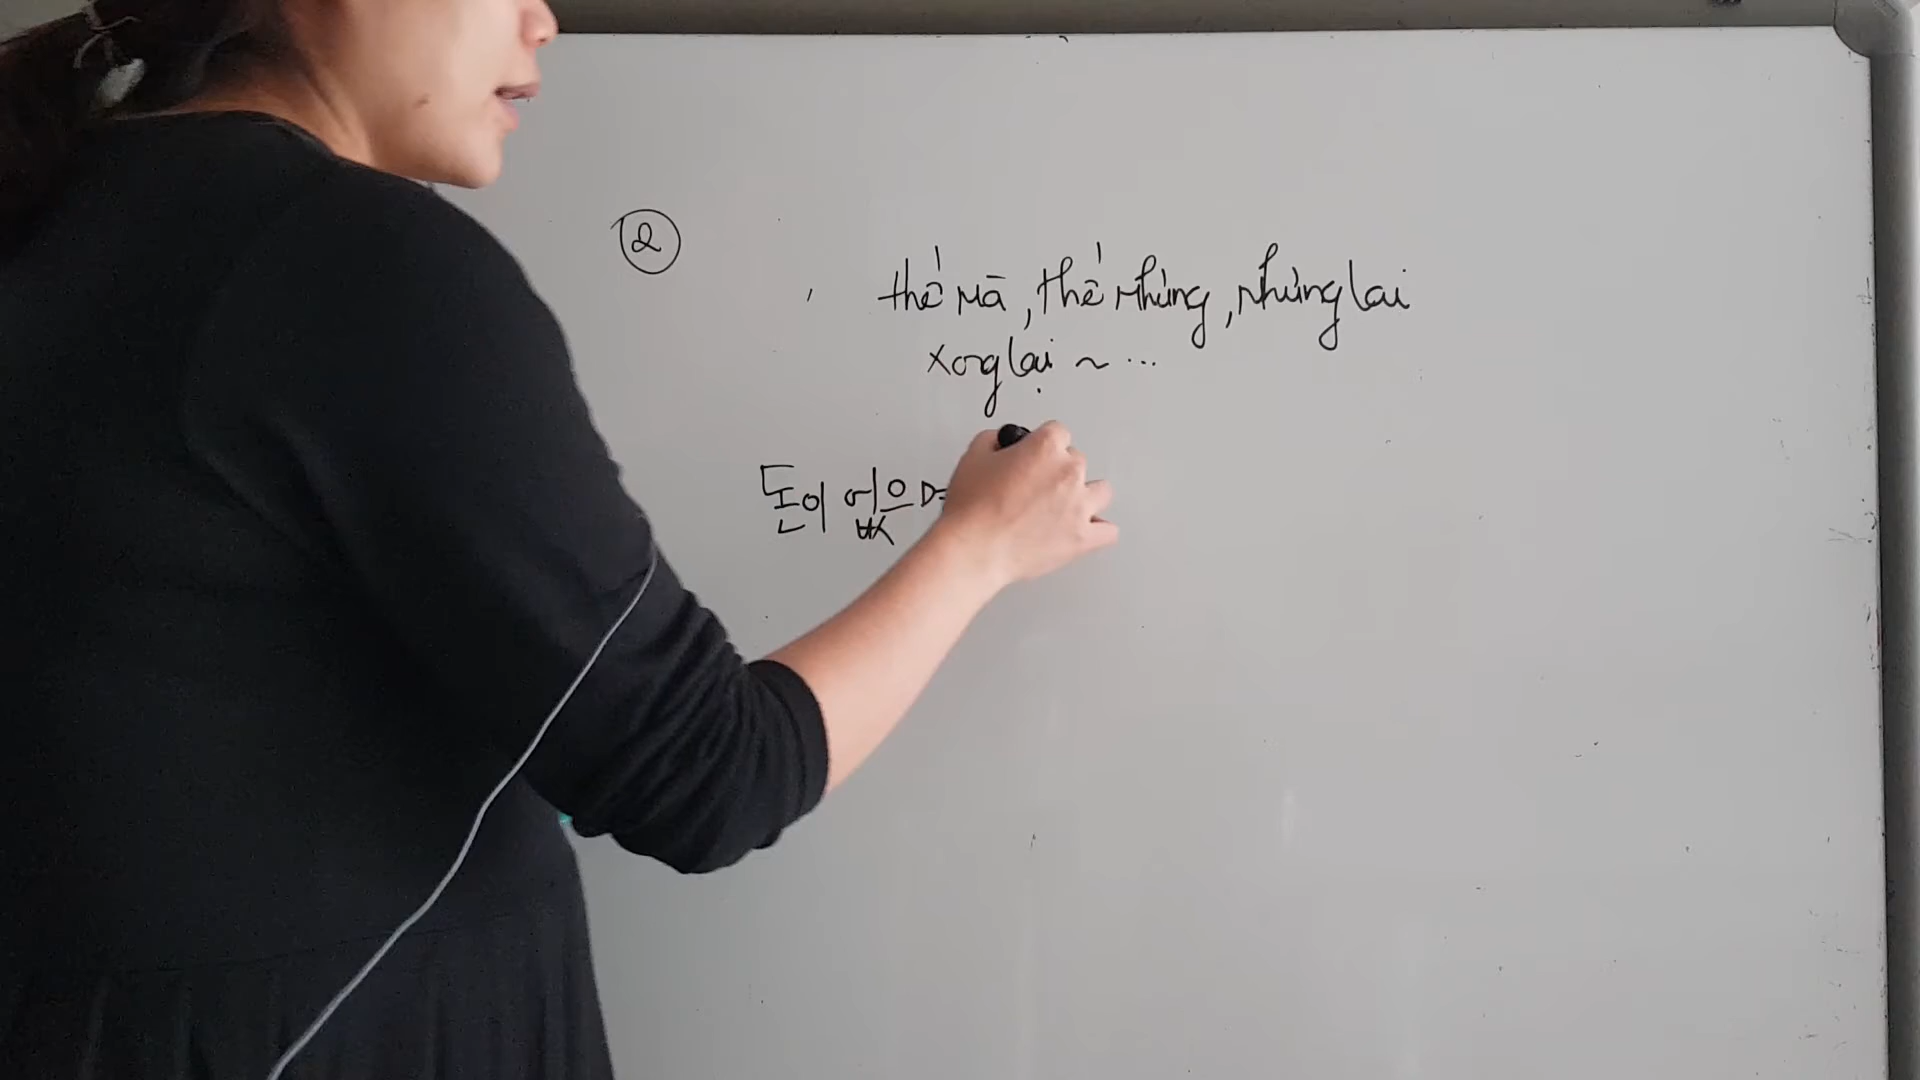 ②
thế mà, thế nhưng, nhưng lại
xong lại ~ ...
돈이 없으며